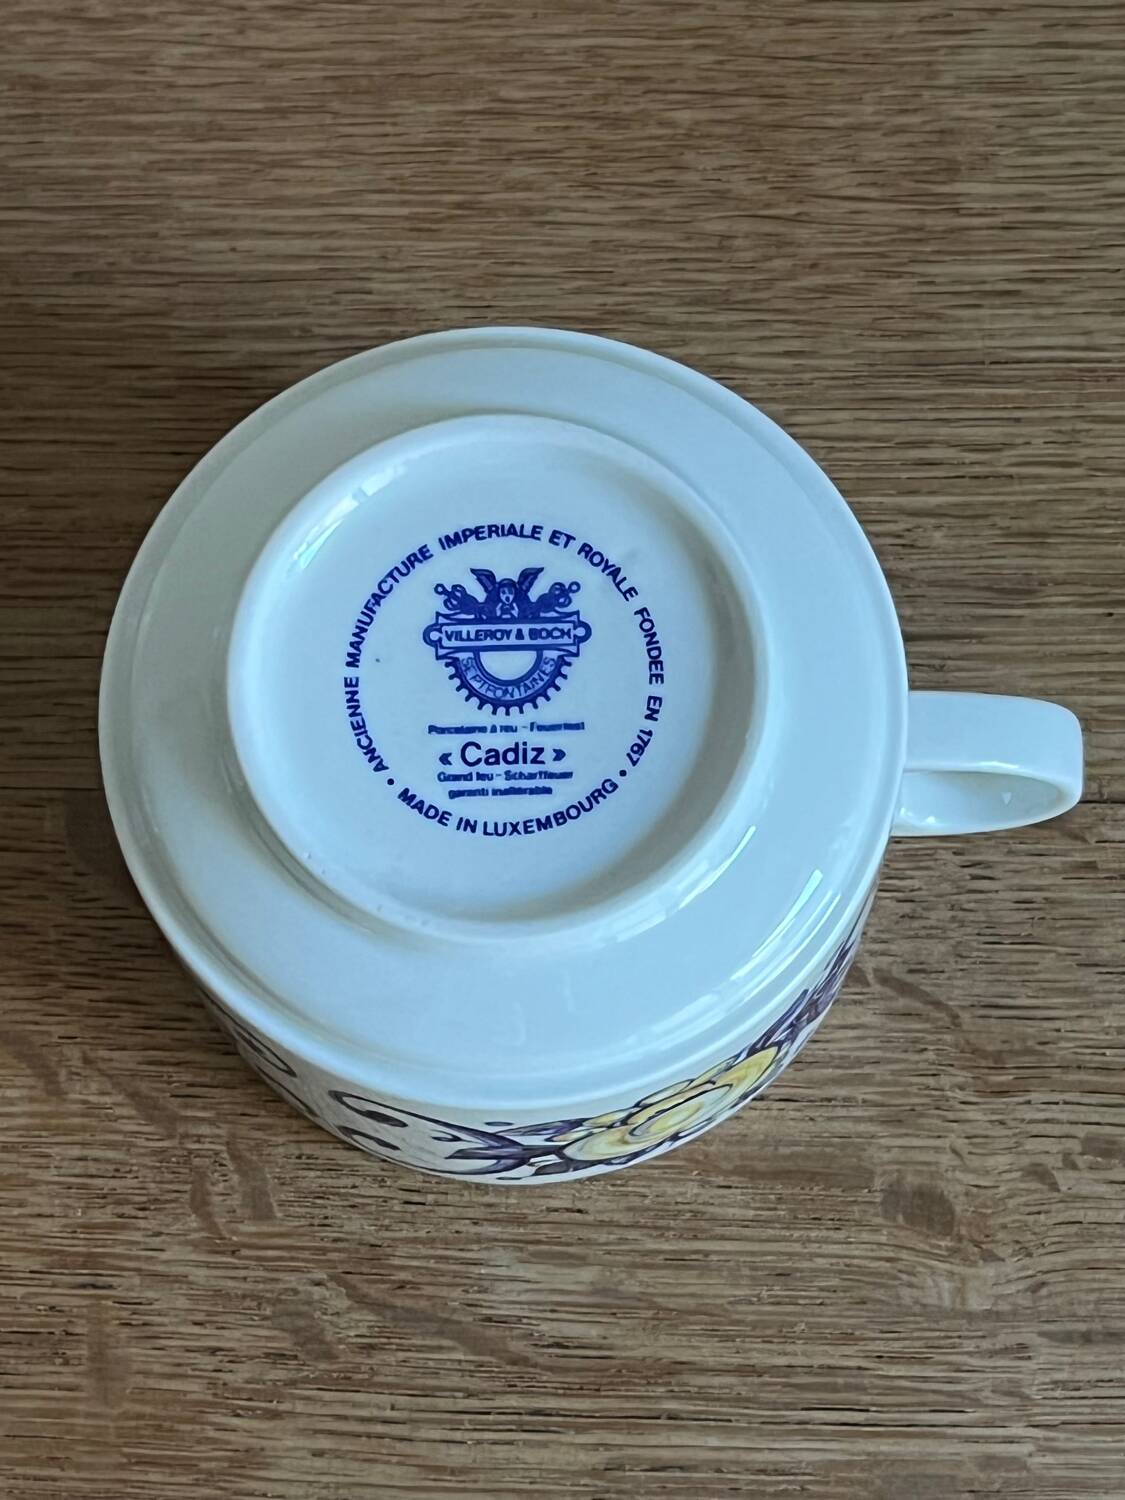 • ANCIENNE MANUFACTURE IMPERIALE ET ROYALE FONDEE EN 1767 •
VILLEROY & BOCH
SEPTFONTAINES
Porcelaine à feu - Feuerfest
« Cadiz »
Grand feu - Scharffeuer
garanti inaltérable
MADE IN LUXEMBOURG